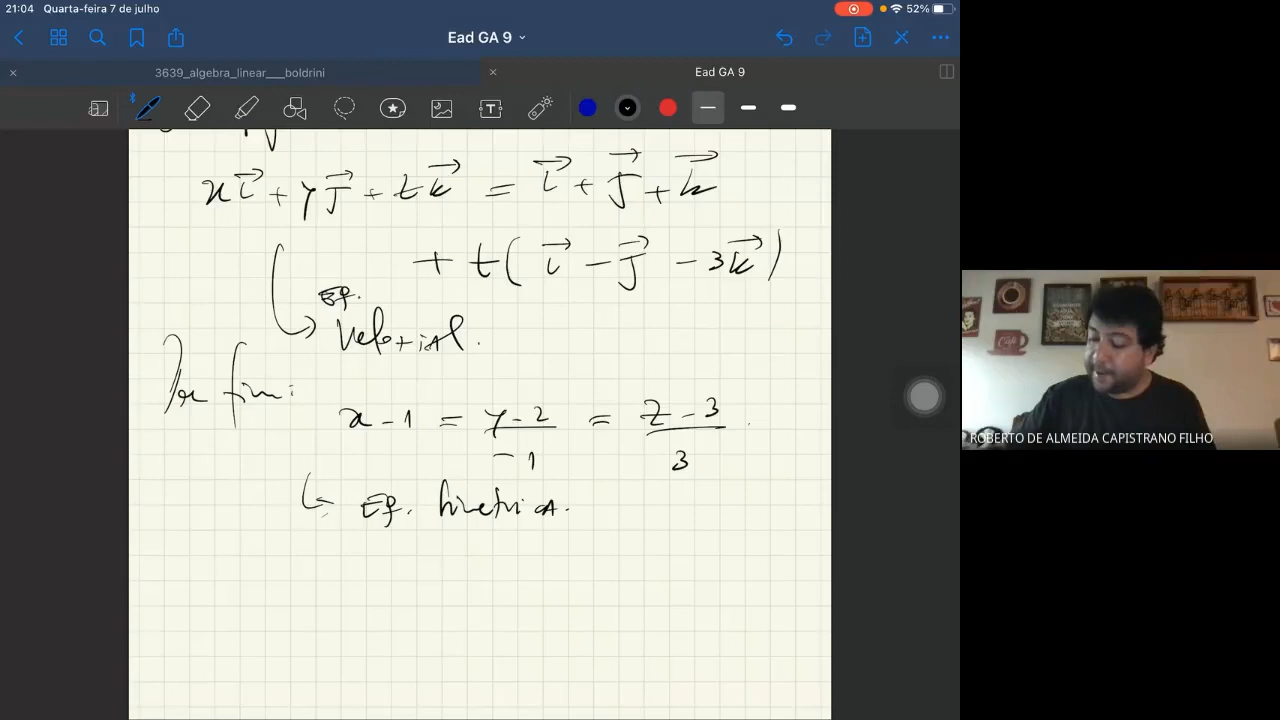 21:04 Quarta-feira 7 de julho 52%
Ead GA 9
3639_algebra_linear___boldrini
Ead GA 9
T
x i⃗ + y j⃗ + z k⃗ = i⃗ + j⃗ + k⃗
+ t( i⃗ - j⃗ - 3k⃗ )
Eq.
Vetorial.
Por fim:
x - 1 = (y - 2)/-1 = (z - 3)/3
Eq. Simétrica.
Café
ROBERTO DE ALMEIDA CAPISTRANO FILHO